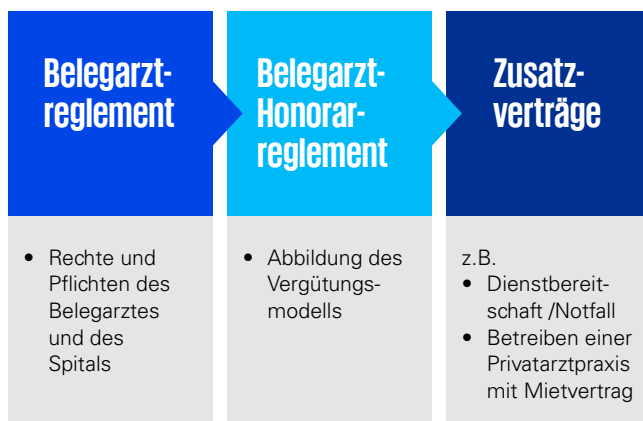 Belegarzt-
reglement
• Rechte und
Pflichten des
Belegarztes
und des
Spitals
Belegarzt-
Honorar-
reglement
• Abbildung des
Vergütungs-
modells
Zusatz-
verträge
z.B.
• Dienstbereit-
schaft /Notfall
• Betreiben einer
Privatarztpraxis
mit Mietvertrag